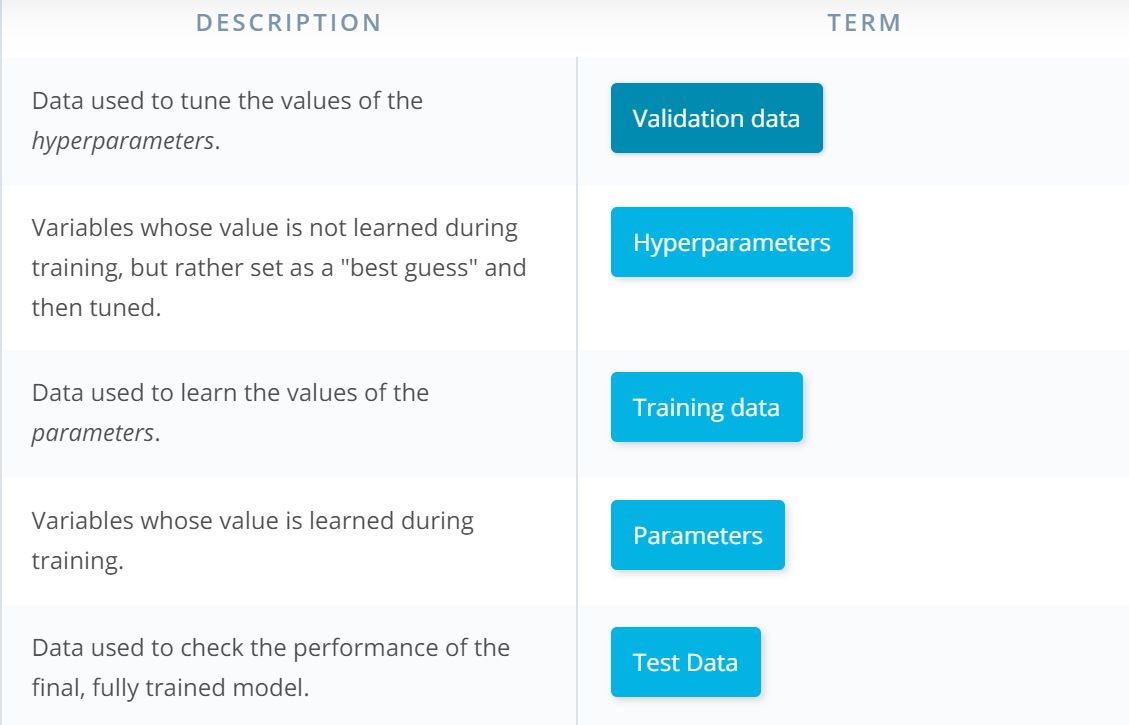 DESCRIPTION TERM
Data used to tune the values of the
hyperparameters.
Validation data
Variables whose value is not learned during
training, but rather set as a "best guess" and
then tuned.
Hyperparameters
Data used to learn the values of the
parameters.
Training data
Variables whose value is learned during
training.
Parameters
Data used to check the performance of the
final, fully trained model.
Test Data